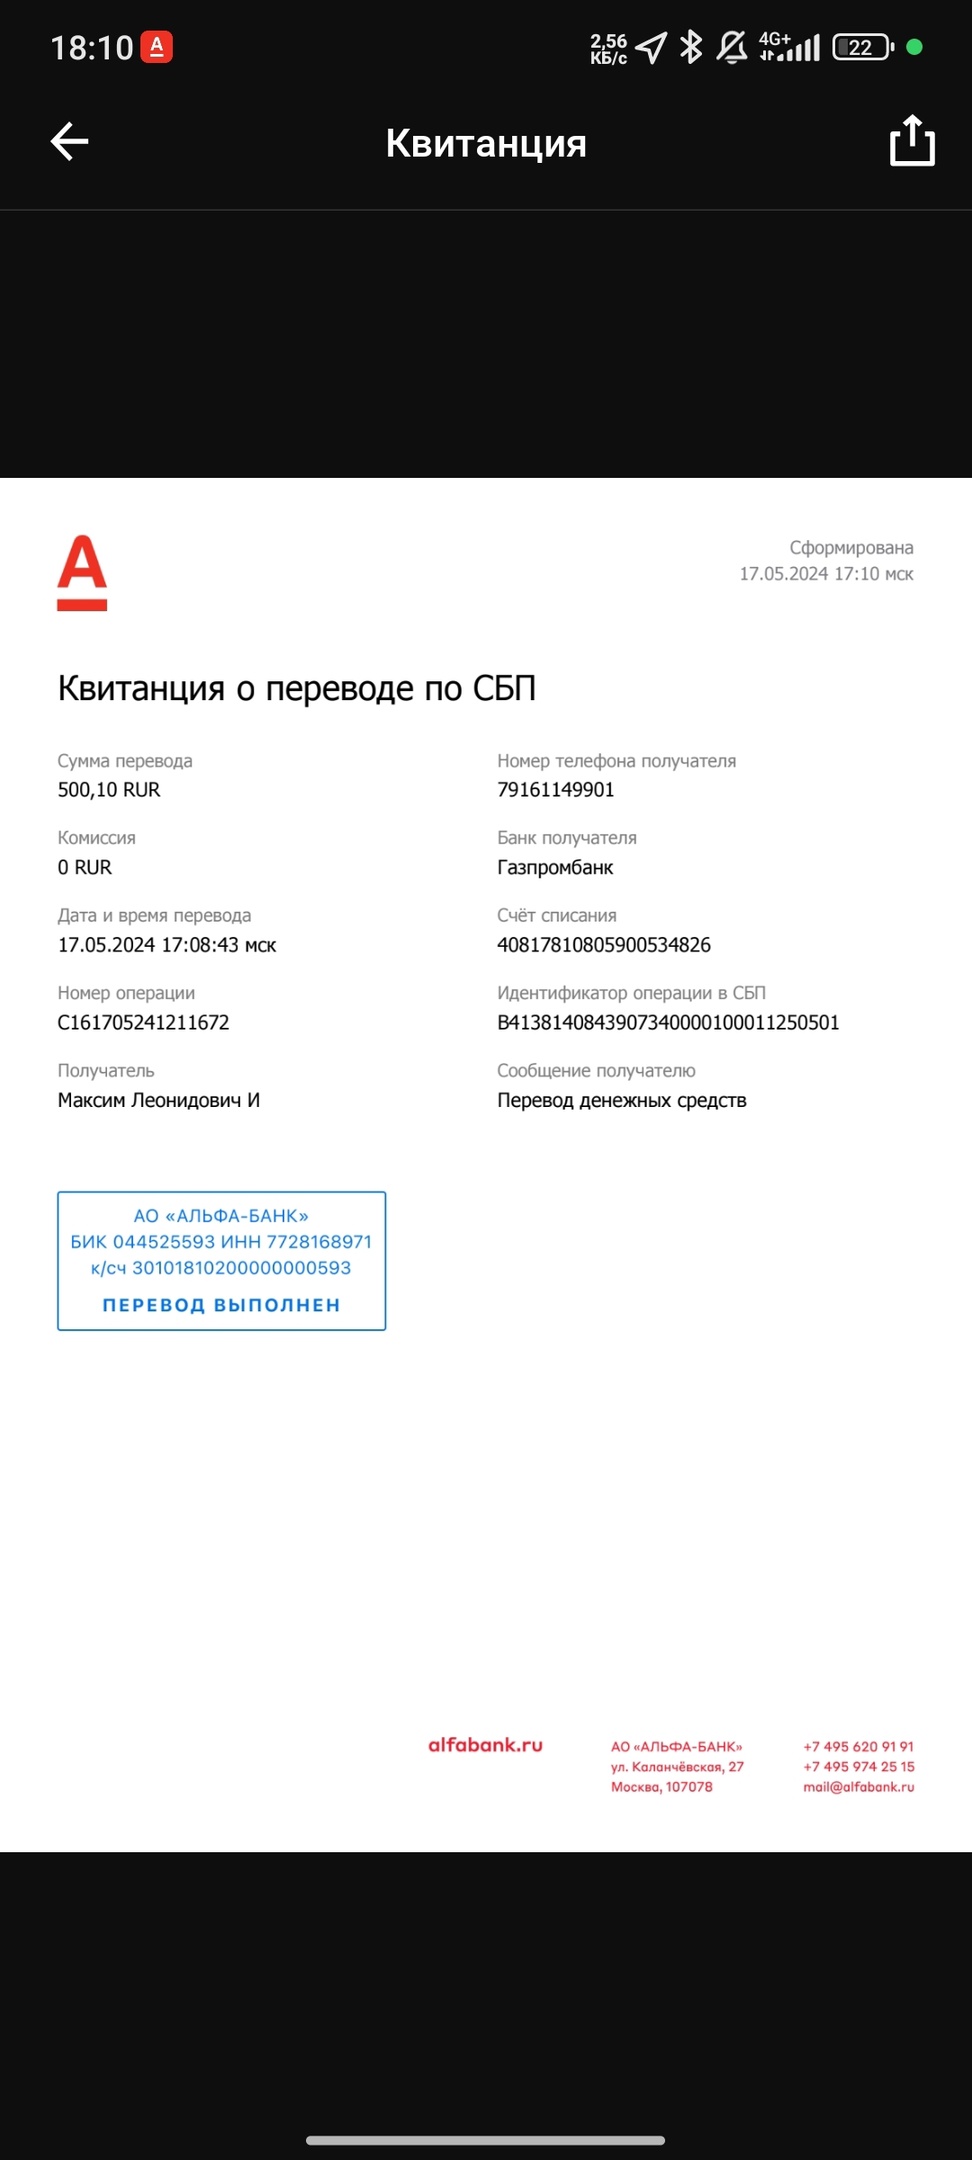 18:10 А 2,56 КБ/с 4G+ 22
Квитанция
А
Сформирована
17.05.2024 17:10 мск
Квитанция о переводе по СБП
Сумма перевода
500,10 RUR
Комиссия
0 RUR
Дата и время перевода
17.05.2024 17:08:43 мск
Номер операции
C161705241211672
Получатель
Максим Леонидович И
Номер телефона получателя
79161149901
Банк получателя
Газпромбанк
Счёт списания
40817810805900534826
Идентификатор операции в СБП
B4138140843907340000100011250501
Сообщение получателю
Перевод денежных средств
АО «АЛЬФА-БАНК»
БИК 044525593 ИНН 7728168971
к/сч 30101810200000000593
ПЕРЕВОД ВЫПОЛНЕН
alfabank.ru
АО «АЛЬФА-БАНК»
ул. Каланчёвская, 27
Москва, 107078
+7 495 620 91 91
+7 495 974 25 15
mail@alfabank.ru